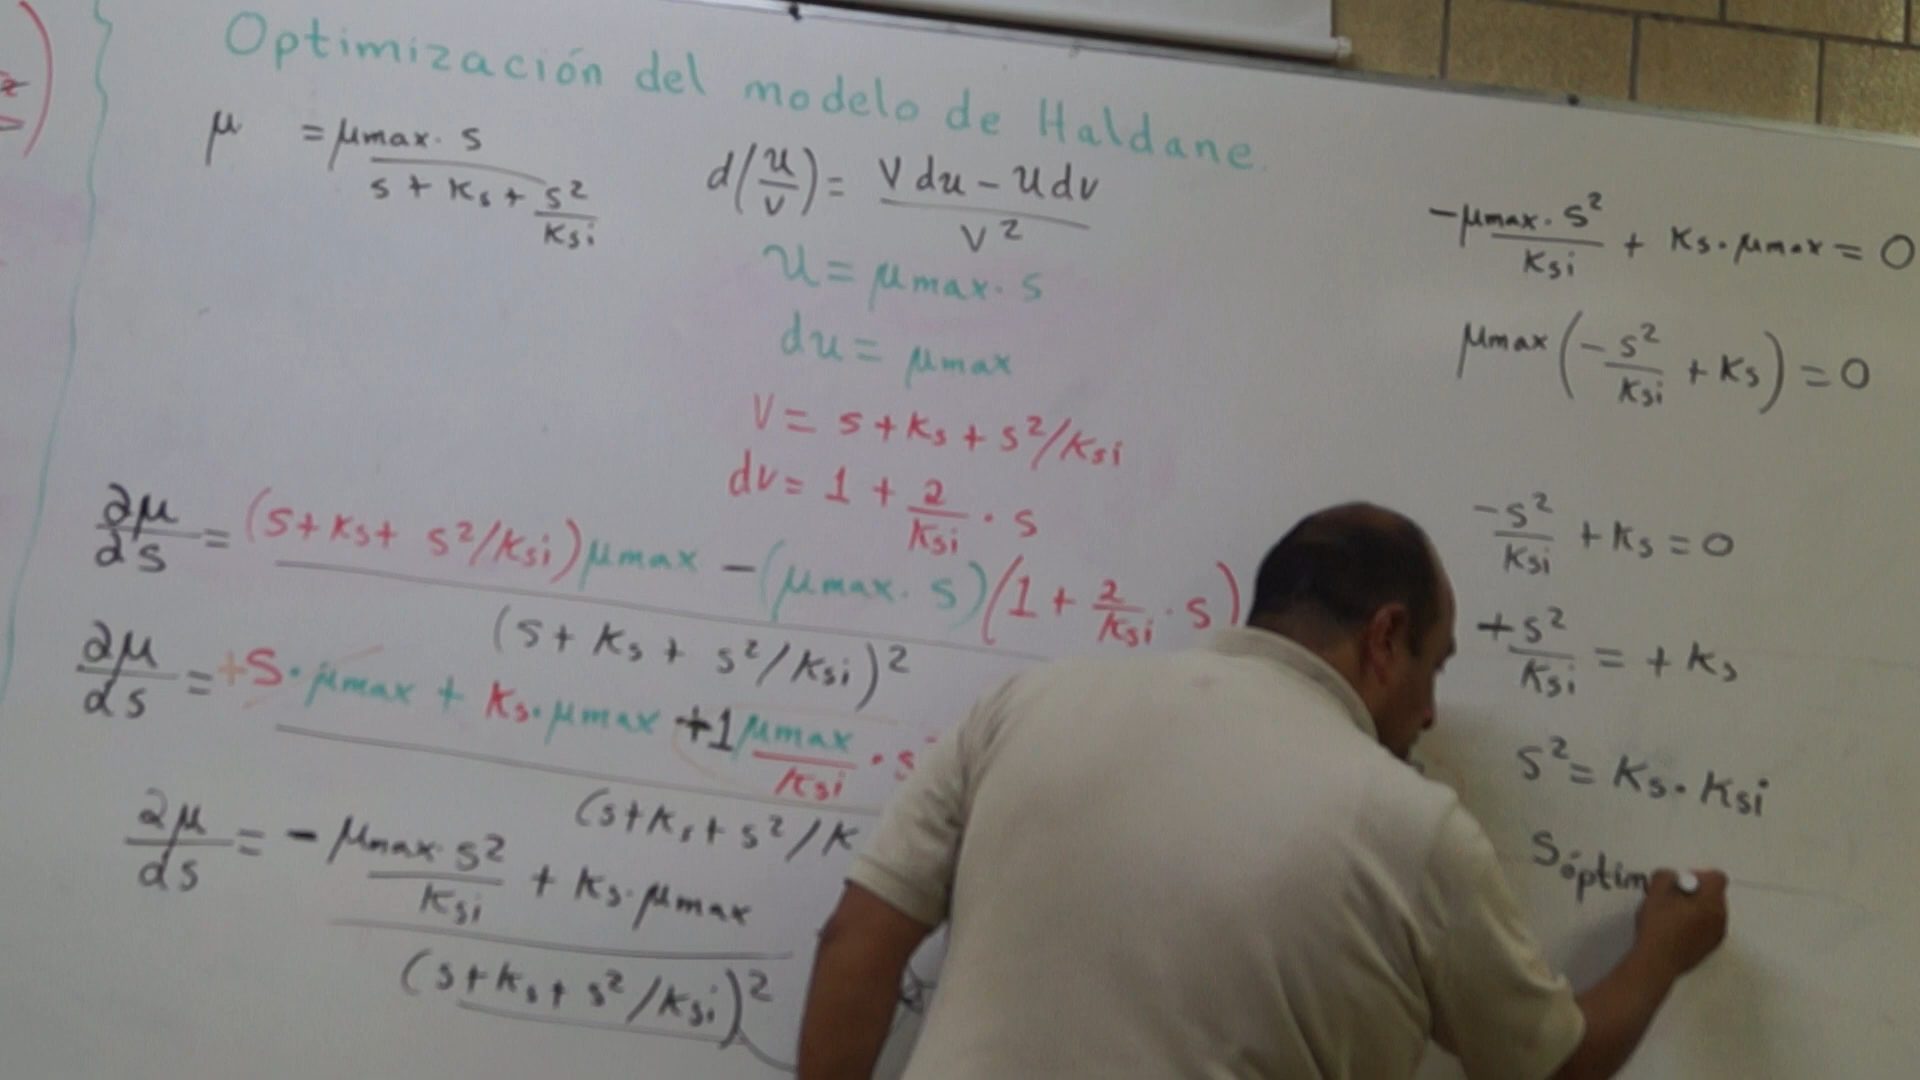 Optimización del modelo de Haldane
μ = μmax · s
s + Ks + s²
Ksi
d(u/v) = v du - u dv
v²
u = μmax · s
du = μmax
v = s + Ks + s²/Ksi
dv = 1 + 2/Ksi · s
∂μ/∂s = (s + Ks + s²/Ksi) μmax - (μmax · s)(1 + 2/Ksi · s)
(s + Ks + s²/Ksi)²
∂μ/∂s = +s · μmax + Ks · μmax +1 μmax/Ksi · s
(s + Ks + s²/K
∂μ/∂s = - μmax s²/Ksi + Ks · μmax
(s + Ks + s²/Ksi)²
-μmax · s²/Ksi + Ks · μmax = 0
μmax (-s²/Ksi + Ks) = 0
-s²/Ksi + Ks = 0
+s²/Ksi = + Ks
s² = Ks · Ksi
Sóptim